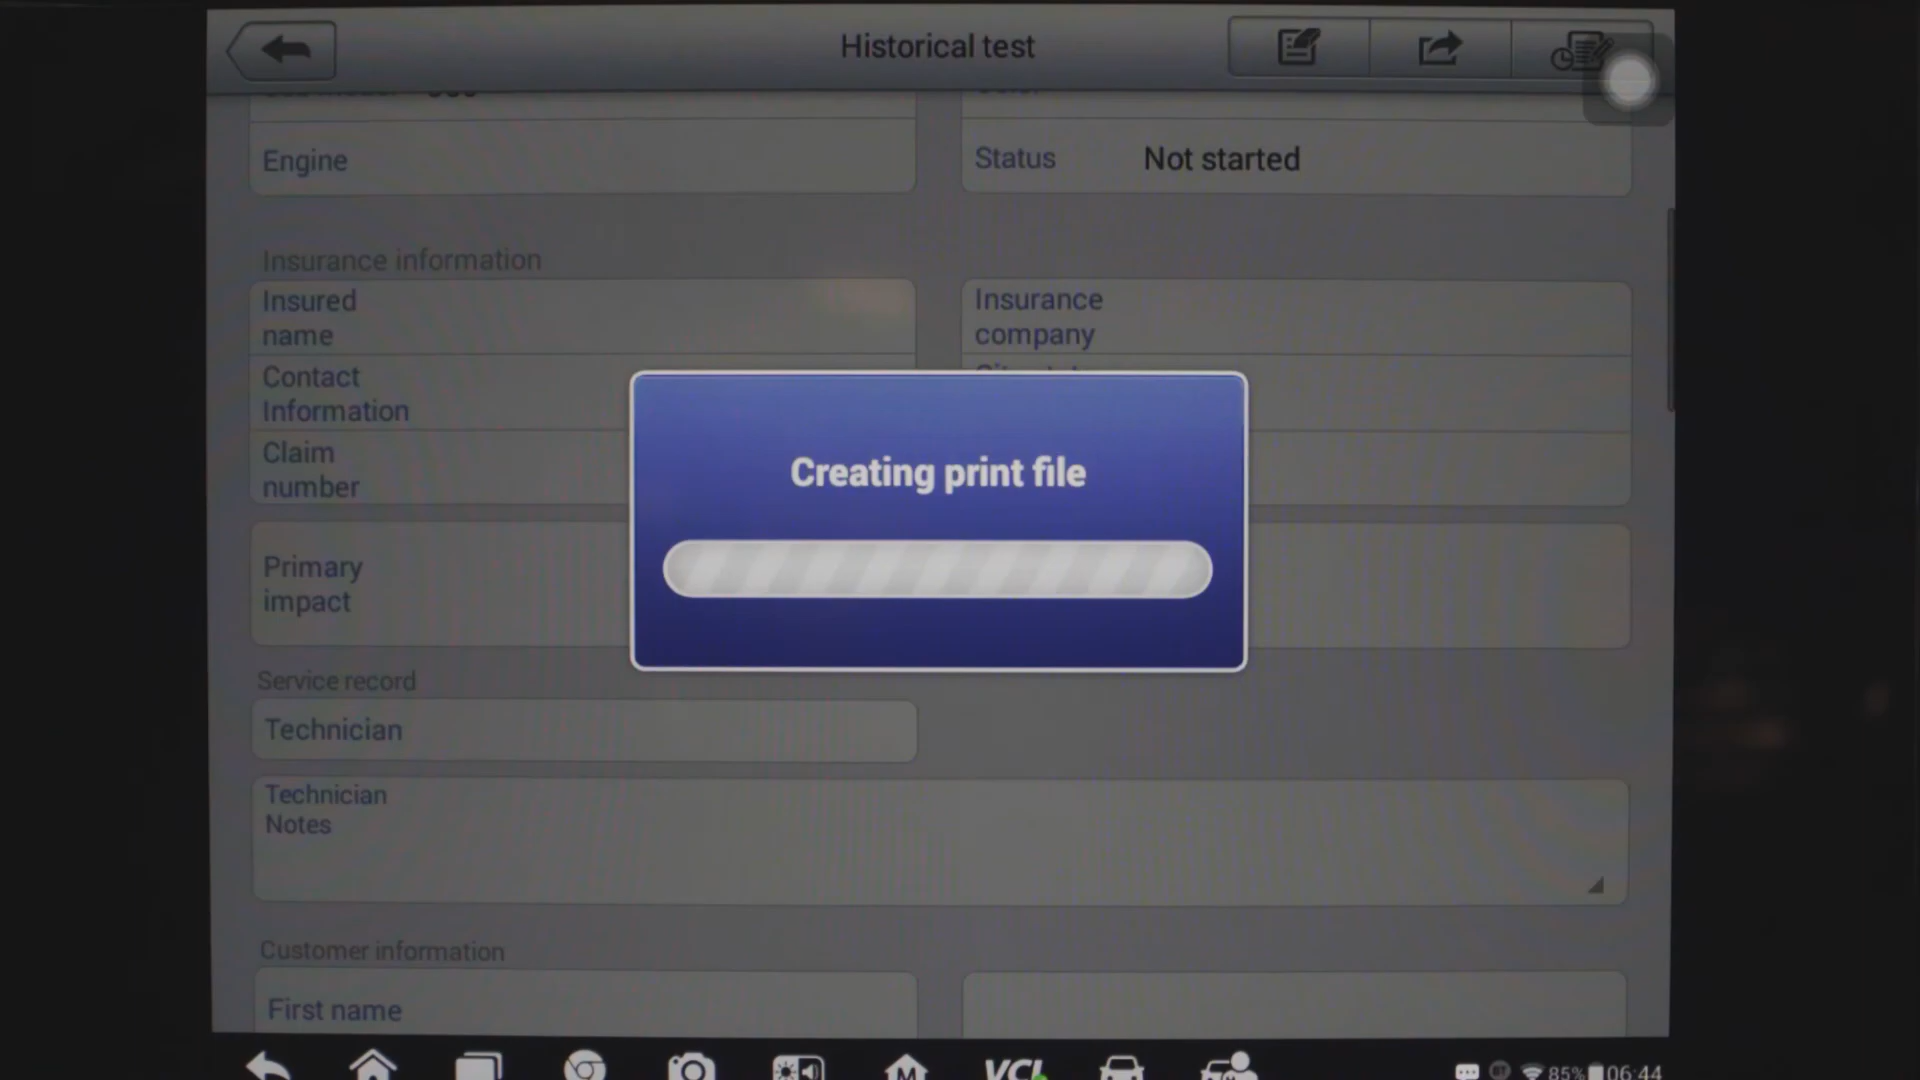 Historical test
Engine
Status Not started
Insurance information
Insured
name
Insurance
company
Contact
Information
Claim
number
Creating print file
Primary
impact
Service record
Technician
Technician
Notes
Customer information
First name
M
VCI
85% 06:44